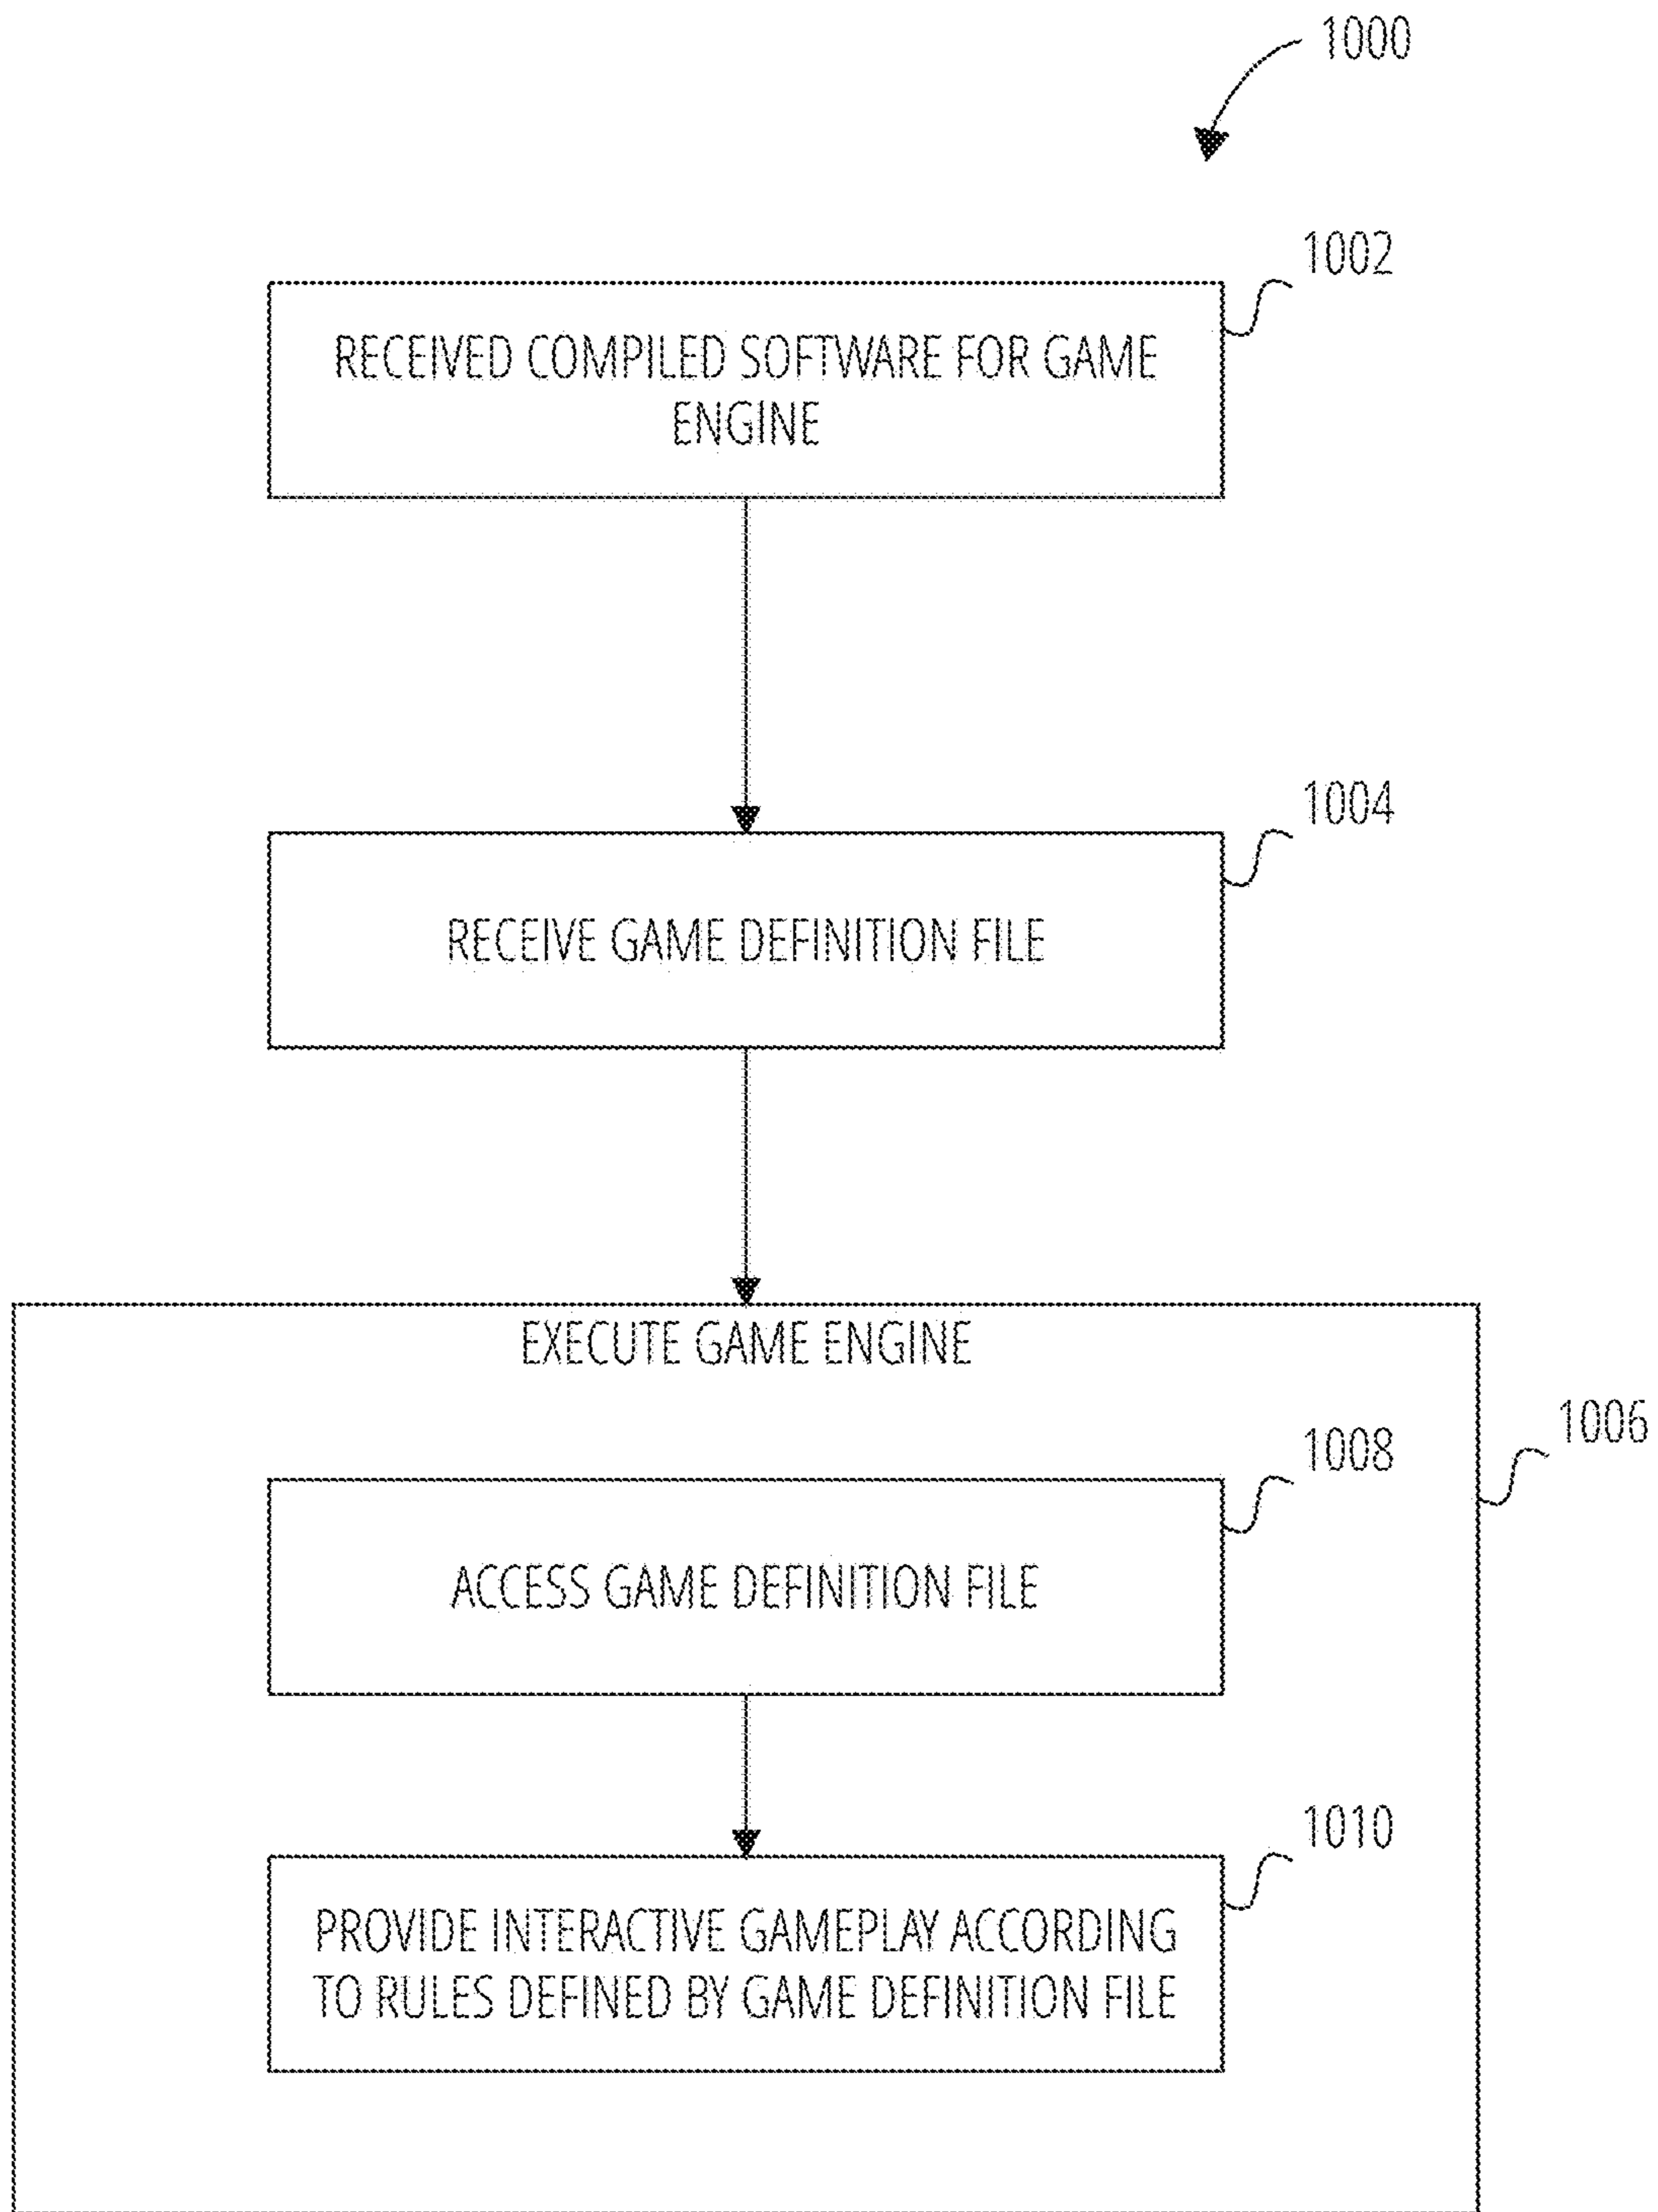 1000
1002
RECEIVED COMPILED SOFTWARE FOR GAME
ENGINE
1004
RECEIVE GAME DEFINITION FILE
EXECUTE GAME ENGINE
1006
1008
ACCESS GAME DEFINITION FILE
1010
PROVIDE INTERACTIVE GAMEPLAY ACCORDING
TO RULES DEFINED BY GAME DEFINITION FILE